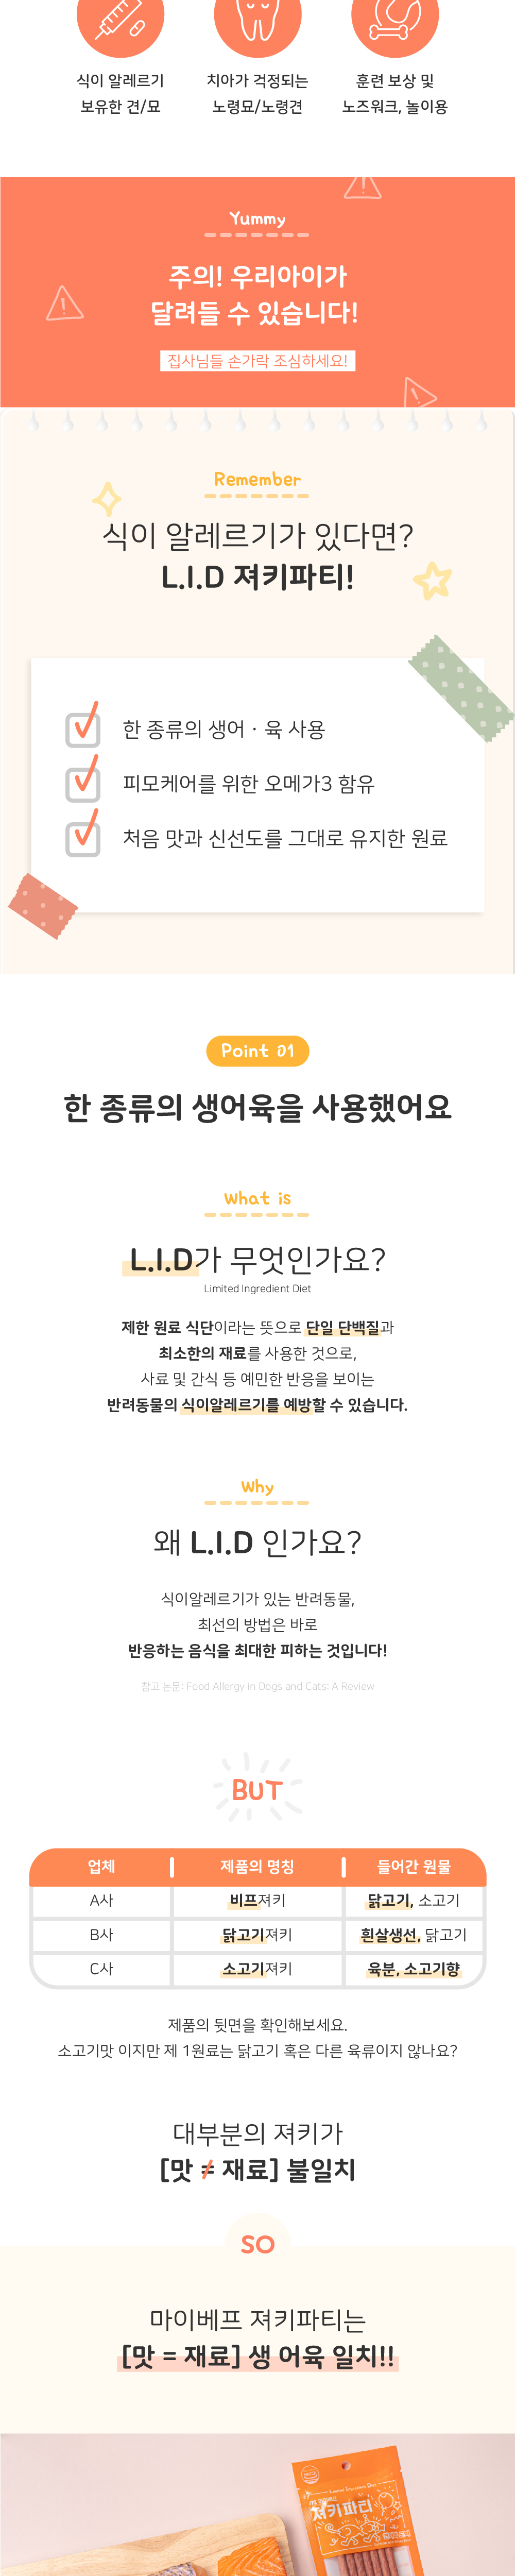 식이 알레르기
보유한 견/묘
치아가 걱정되는
노령묘/노령견
훈련 보상 및
노즈워크, 놀이용
Yummy
주의! 우리아이가
달려들 수 있습니다!
집사님들 손가락 조심하세요!
Remember
식이 알레르기가 있다면?
L.I.D 져키파티!
한 종류의 생어 · 육 사용
피모케어를 위한 오메가3 함유
처음 맛과 신선도를 그대로 유지한 원료
Point 01
한 종류의 생어육을 사용했어요
What is
L.I.D가 무엇인가요?
Limited Ingredient Diet
제한 원료 식단이라는 뜻으로 단일 단백질과
최소한의 재료를 사용한 것으로,
사료 및 간식 등 예민한 반응을 보이는
반려동물의 식이알레르기를 예방할 수 있습니다.
Why
왜 L.I.D 인가요?
식이알레르기가 있는 반려동물,
최선의 방법은 바로
반응하는 음식을 최대한 피하는 것입니다!
참고 논문: Food Allergy in Dogs and Cats: A Review
BUT
업체 제품의 명칭 들어간 원물
A사 비프져키 닭고기, 소고기
B사 닭고기져키 흰살생선, 닭고기
C사 소고기져키 육분, 소고기향
제품의 뒷면을 확인해보세요.
소고기맛 이지만 제 1원료는 닭고기 혹은 다른 육류이지 않나요?
대부분의 져키가
[맛 ≠ 재료] 불일치
SO
마이베프 져키파티는
[맛 = 재료] 생 어육 일치!!
Limited Ingredient Diet
져키파티